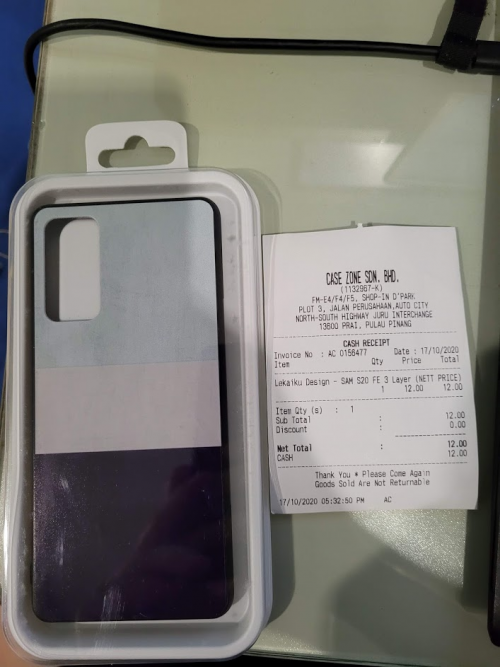 CASE ZONE SDN. BHD.
(1132967-K)
FM-E4/F4/F5, SHOP-IN D'PARK
PLOT 3, JALAN PERUSAHAAN,AUTO CITY
NORTH-SOUTH HIGHWAY JURU INTERCHANGE
13600 PRAI, PULAU PINANG
CASH RECEIPT
Invoice No : AC 0156477 Date : 17/10/2020
Item Qty Price Total
Lekaiku Design - SAM S20 FE 3 Layer (NETT PRICE)
1 12.00 12.00
Item Qty (s) : 1
Sub Total : 12.00
Discount : 0.00
Net Total : 12.00
CASH 12.00
Thank You * Please Come Again
Goods Sold Are Not Returnable
17/10/2020 05:32:50 PM AC